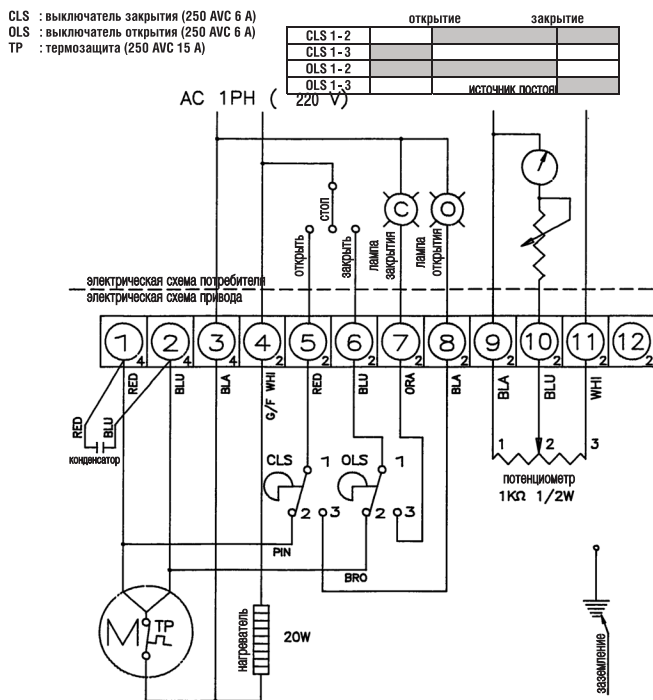 CLS : выключатель закрытия (250 AVC 6 A)
OLS : выключатель открытия (250 AVC 6 A)
TP : термозащита (250 AVC 15 A)
открытие закрытие
CLS 1-2
CLS 1-3
OLS 1-2
OLS 1-3
источник постоя
AC 1PH ( 220 V)
стоп
открыть
закрыть
лампа закрытия
C
лампа открытия
O
электрическая схема потребителя
электрическая схема привода
1 2 3 4 5 6 7 8 9 10 11 12
4 4 2 2 2 2 2 2 2 2 2 2
RED BLU BLA G/F WHI RED BLU ORA BLA BLA BLU WHI
RED BLU
конденсатор
CLS 1 OLS 1
2 3 2 3
1 2 3
потенциометр
1KΩ 1/2W
PIN
BRO
M TP
нагреватель
20W
заземление